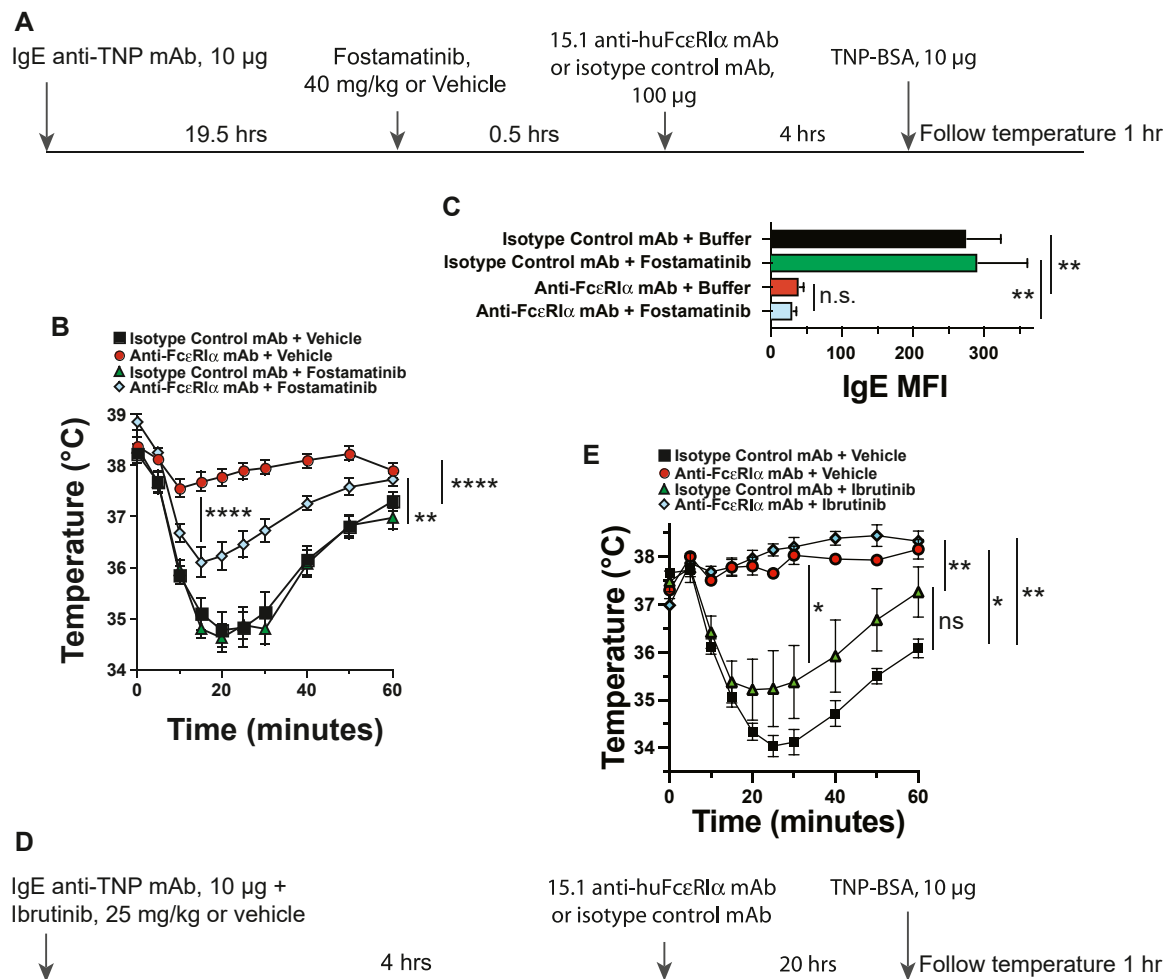 A
IgE anti-TNP mAb, 10 µg
Fostamatinib,
40 mg/kg or Vehicle
15.1 anti-huFcεRIα mAb
or isotype control mAb,
100 µg
TNP-BSA, 10 µg
19.5 hrs
0.5 hrs
4 hrs
Follow temperature 1 hr
C
Isotype Control mAb + Buffer
Isotype Control mAb + Fostamatinib
Anti-FcεRIα mAb + Buffer
Anti-FcεRIα mAb + Fostamatinib
n.s.
**
**
0
100
200
300
IgE MFI
B
Isotype Control mAb + Vehicle
Anti-FcεRIα mAb + Vehicle
Isotype Control mAb + Fostamatinib
Anti-FcεRIα mAb + Fostamatinib
39
38
37
36
35
34
Temperature (°C)
****
****
**
0
20
40
60
Time (minutes)
E
Isotype Control mAb + Vehicle
Anti-FcεRIα mAb + Vehicle
Isotype Control mAb + Ibrutinib
Anti-FcεRIα mAb + Ibrutinib
38
37
36
35
34
Temperature (°C)
*
**
ns
*
**
0
20
40
60
Time (minutes)
D
IgE anti-TNP mAb, 10 µg +
Ibrutinib, 25 mg/kg or vehicle
15.1 anti-huFcεRIα mAb
or isotype control mAb
TNP-BSA, 10 µg
4 hrs
20 hrs
Follow temperature 1 hr